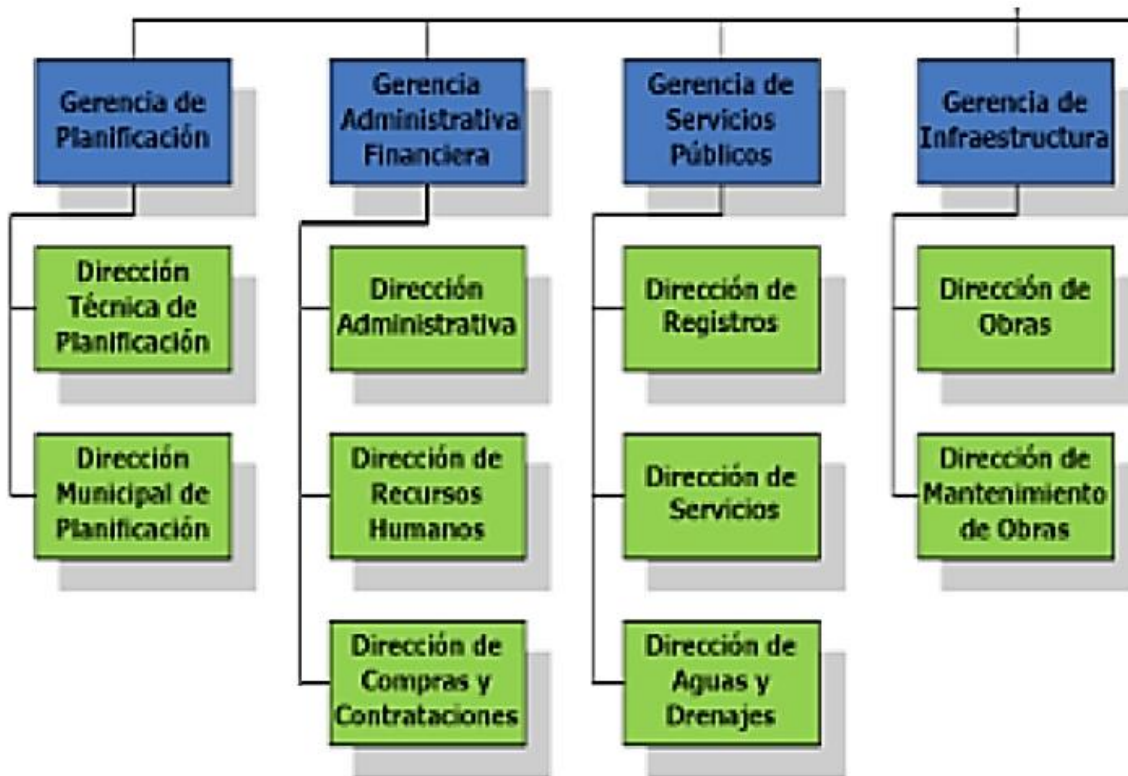 Gerencia de
Planificación
Gerencia
Administrativa
Financiera
Gerencia de
Servicios
Públicos
Gerencia de
Infraestructura
Dirección
Técnica de
Planificación
Dirección
Administrativa
Dirección de
Registros
Dirección de
Obras
Dirección
Municipal de
Planificación
Dirección de
Recursos
Humanos
Dirección de
Servicios
Dirección de
Mantenimiento
de Obras
Dirección de
Compras y
Contrataciones
Dirección de
Aguas y
Drenajes